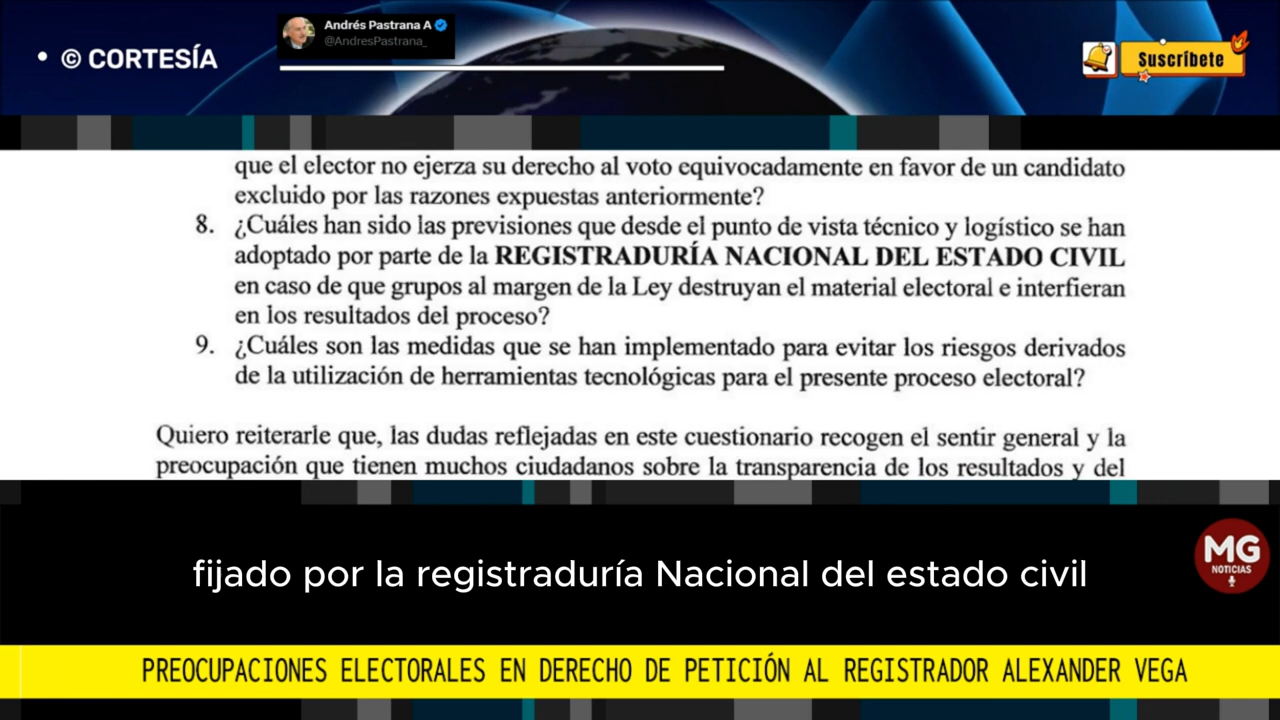 • © CORTESÍA
Andrés Pastrana A
@AndresPastrana_
Suscríbete
que el elector no ejerza su derecho al voto equivocadamente en favor de un candidato
excluido por las razones expuestas anteriormente?
8. ¿Cuáles han sido las previsiones que desde el punto de vista técnico y logístico se han
adoptado por parte de la REGISTRADURÍA NACIONAL DEL ESTADO CIVIL
en caso de que grupos al margen de la Ley destruyan el material electoral e interfieran
en los resultados del proceso?
9. ¿Cuáles son las medidas que se han implementado para evitar los riesgos derivados
de la utilización de herramientas tecnológicas para el presente proceso electoral?
Quiero reiterarle que, las dudas reflejadas en este cuestionario recogen el sentir general y la
preocupación que tienen muchos ciudadanos sobre la transparencia de los resultados y del
fijado por la registraduría Nacional del estado civil
MG
NOTICIAS
PREOCUPACIONES ELECTORALES EN DERECHO DE PETICIÓN AL REGISTRADOR ALEXANDER VEGA